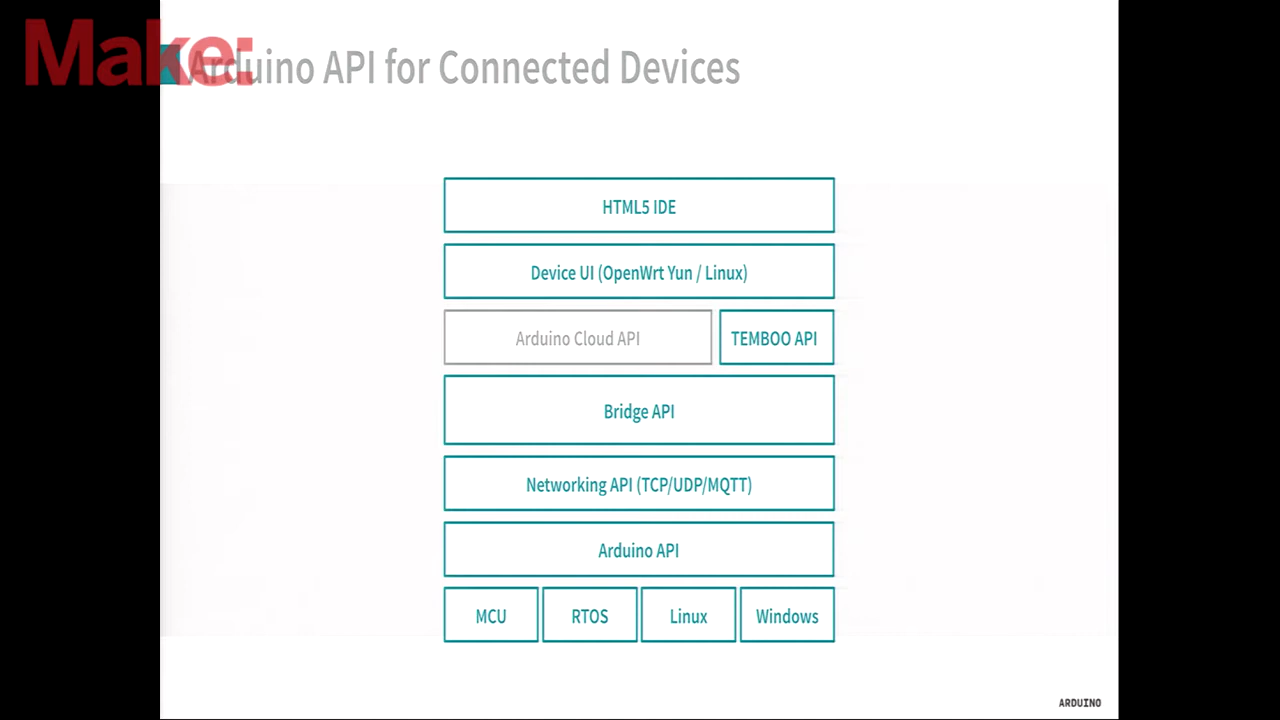 Make:
Arduino API for Connected Devices
HTML5 IDE
Device UI (OpenWrt Yun / Linux)
Arduino Cloud API
TEMBOO API
Bridge API
Networking API (TCP/UDP/MQTT)
Arduino API
MCU
RTOS
Linux
Windows
ARDUINO